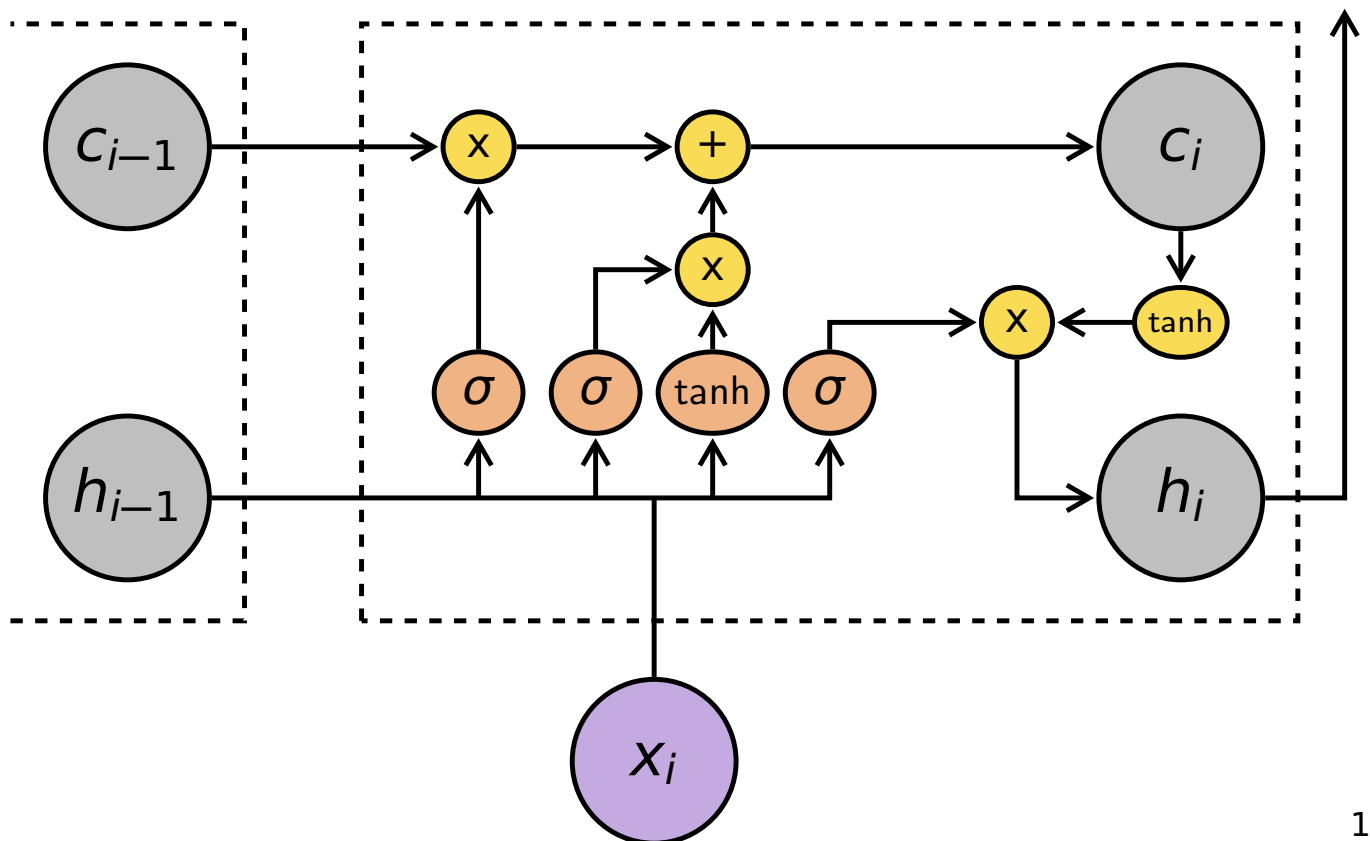 c_{i−1}
x
+
c_i
x
x
tanh
σ
σ
tanh
σ
h_{i−1}
h_i
x_i
1